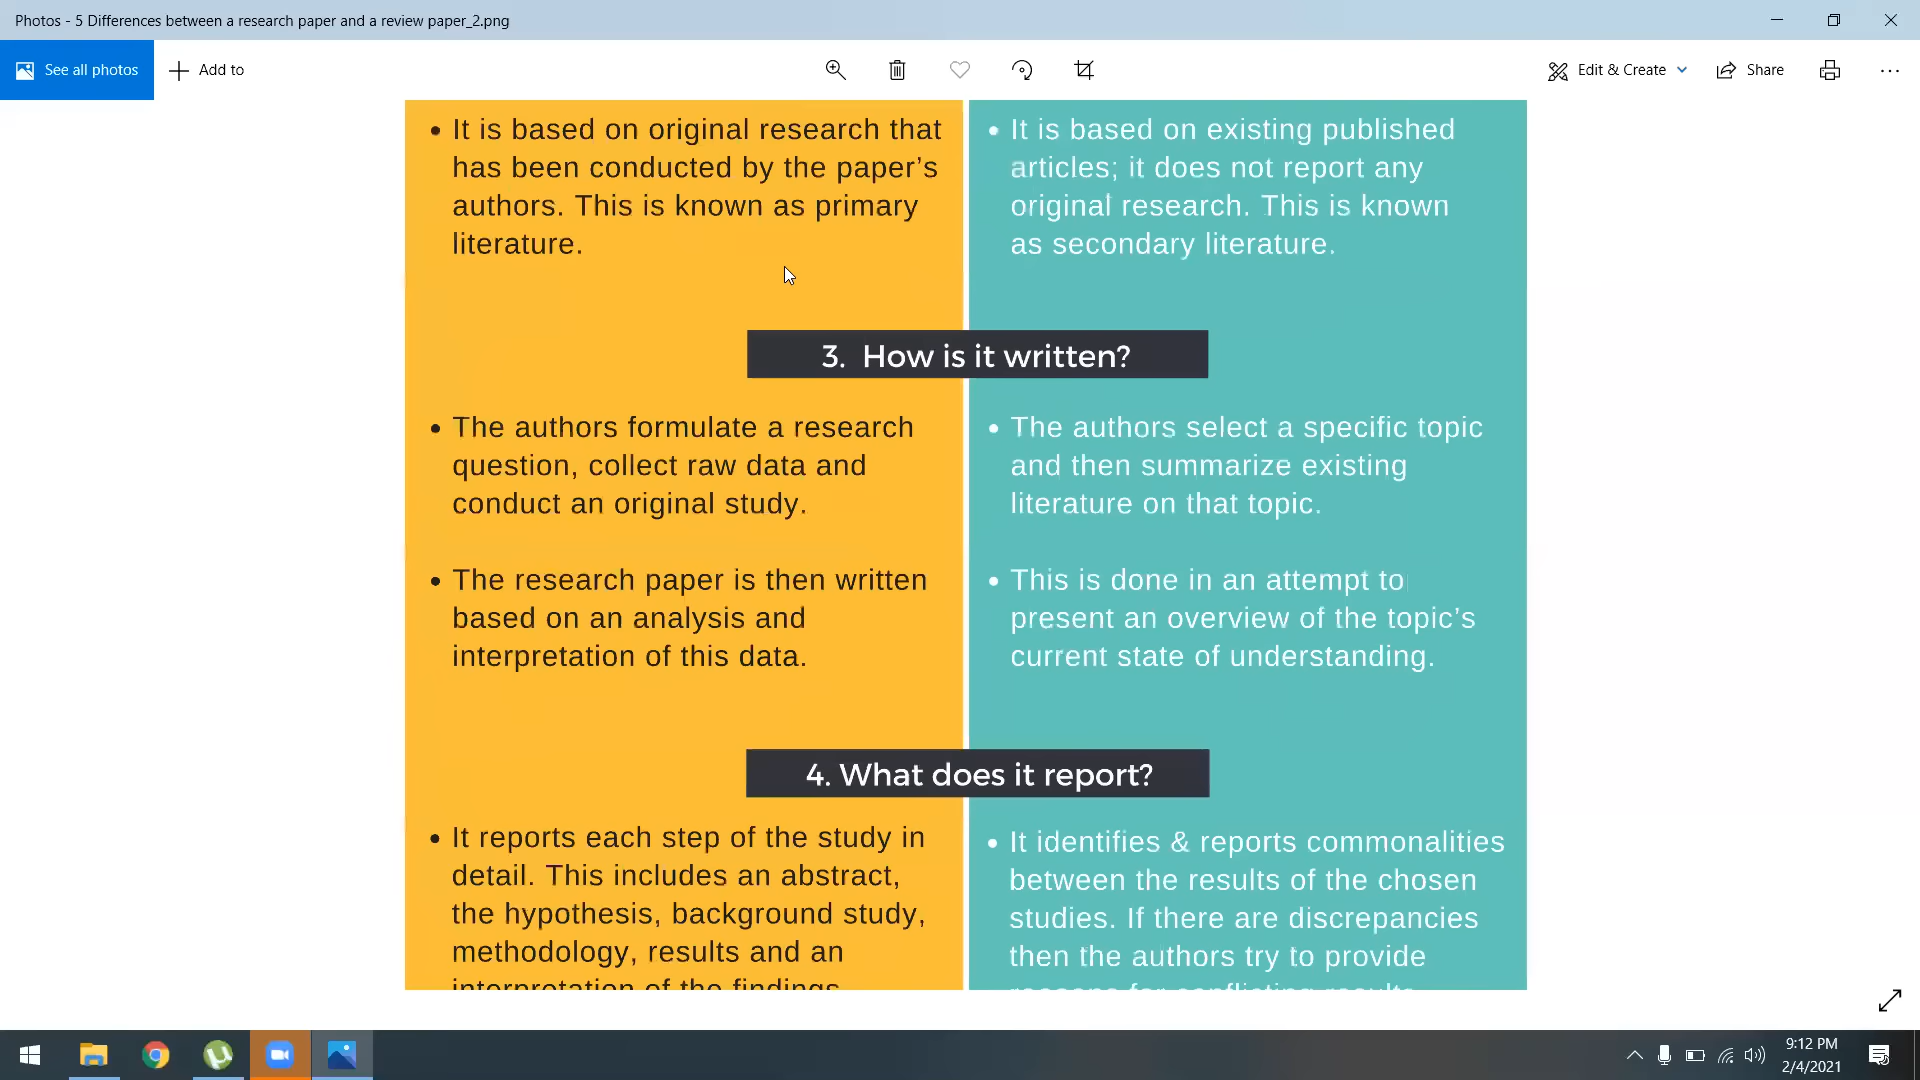 Photos - 5 Differences between a research paper and a review paper_2.png
See all photos
Add to
Edit & Create
Share
It is based on original research that
has been conducted by the paper's
authors. This is known as primary
literature.
It is based on existing published
articles; it does not report any
original research. This is known
as secondary literature.
3. How is it written?
The authors formulate a research
question, collect raw data and
conduct an original study.
The research paper is then written
based on an analysis and
interpretation of this data.
The authors select a specific topic
and then summarize existing
literature on that topic.
This is done in an attempt to
present an overview of the topic's
current state of understanding.
4. What does it report?
It reports each step of the study in
detail. This includes an abstract,
the hypothesis, background study,
methodology, results and an
interpretation of the findings
It identifies & reports commonalities
between the results of the chosen
studies. If there are discrepancies
then the authors try to provide
reasons for conflicting results
9:12 PM
2/4/2021